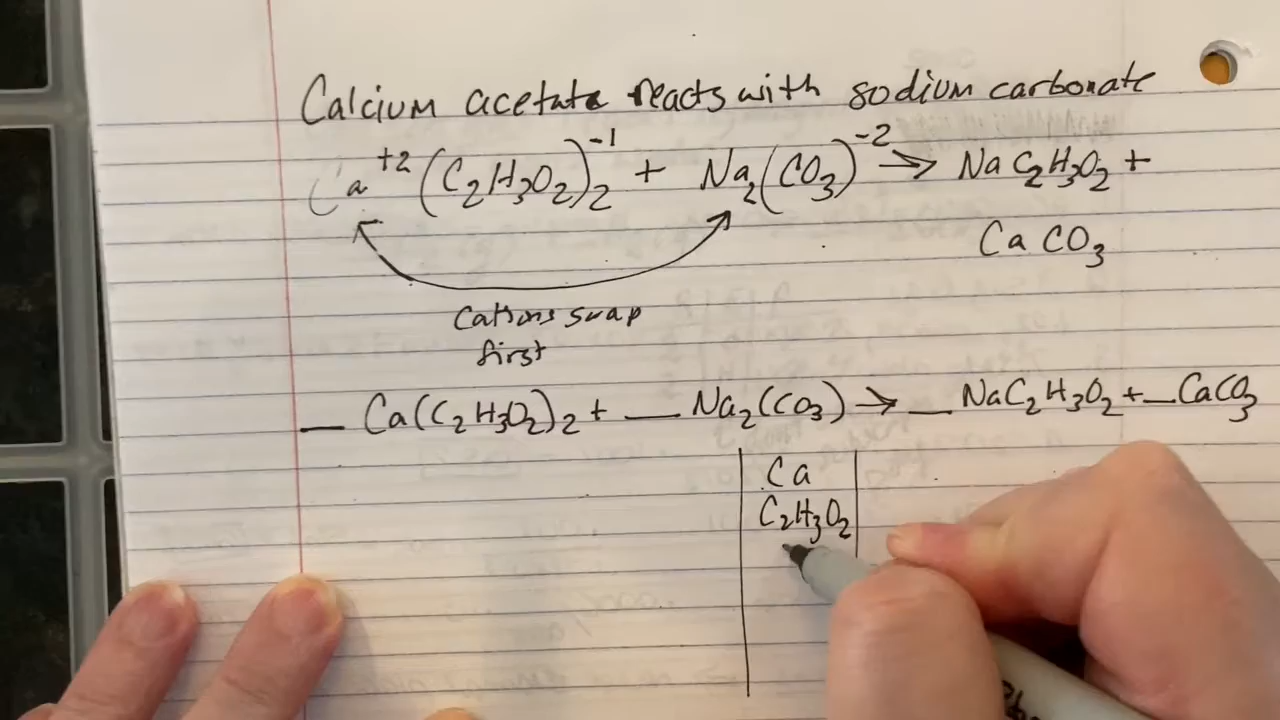 Calcium acetate reacts with sodium carbonate
Ca⁺² (C₂H₃O₂)₂⁻¹ + Na₂(CO₃)⁻² → NaC₂H₃O₂ +
CaCO₃
Cations swap
first
__ Ca(C₂H₃O₂)₂ + __ Na₂(CO₃) → __ NaC₂H₃O₂ + __ CaCO₃
Ca
C₂H₃O₂